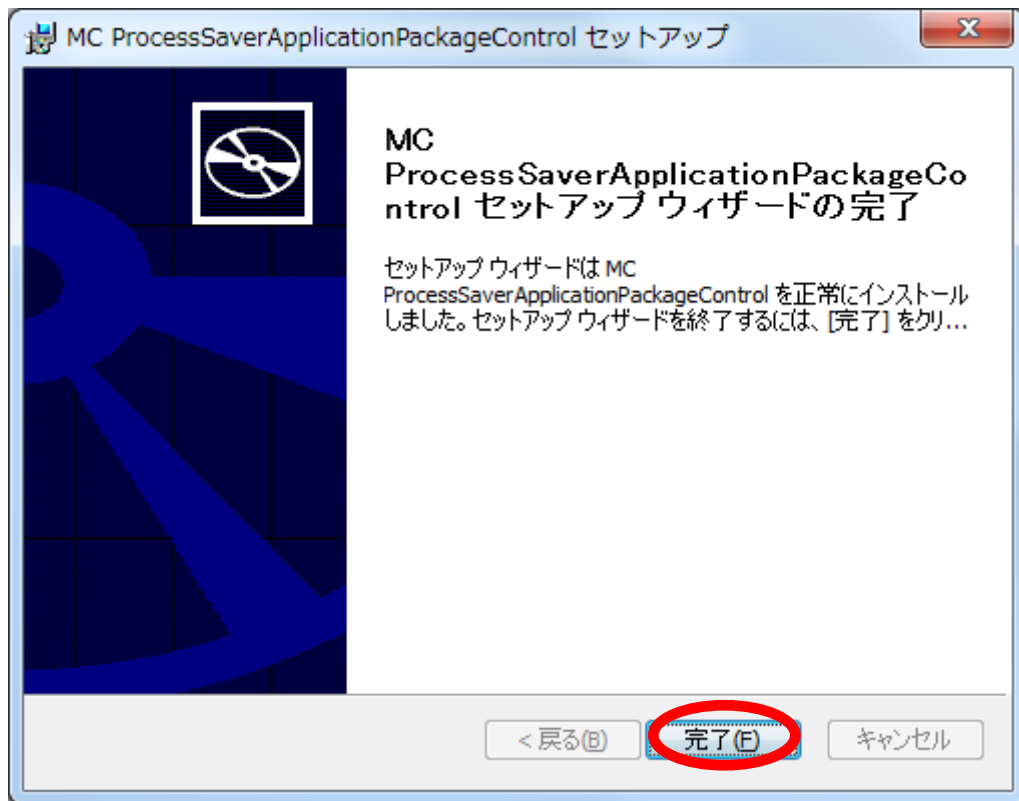 MC ProcessSaverApplicationPackageControl セットアップ
MC
ProcessSaverApplicationPackageCo
ntrol セットアップ ウィザードの完了
セットアップ ウィザードは MC
ProcessSaverApplicationPackageControl を正常にインストール
しました。セットアップ ウィザードを終了するには、[完了] をクリ...
< 戻る(B)
完了(F)
キャンセル